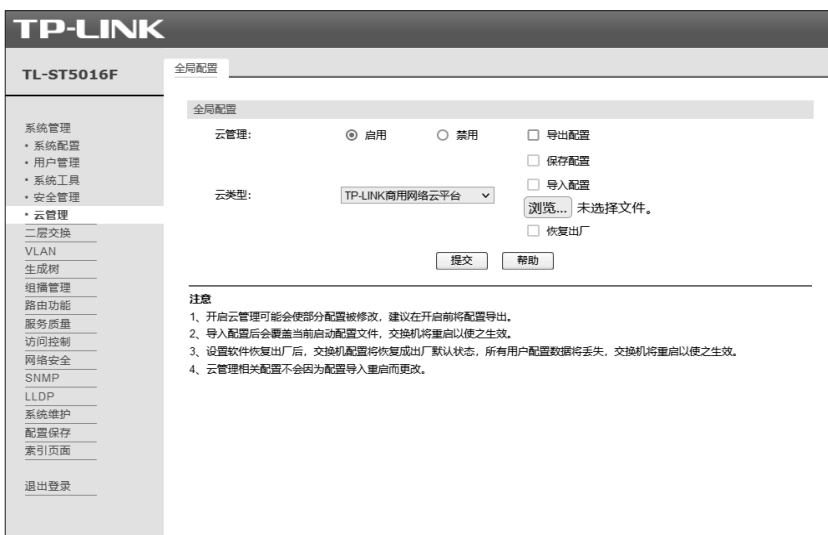 TP-LINK
TL-ST5016F
全局配置
系统管理
• 系统配置
• 用户管理
• 系统工具
• 安全管理
• 云管理
二层交换
VLAN
生成树
组播管理
路由功能
服务质量
访问控制
网络安全
SNMP
LLDP
系统维护
配置保存
索引页面
退出登录
全局配置
云管理: 启用 禁用 导出配置
保存配置
导入配置
云类型: TP-LINK商用网络云平台
浏览... 未选择文件。
恢复出厂
提交 帮助
注意
1、开启云管理可能会使部分配置被修改，建议在开启前将配置导出。
2、导入配置后会覆盖当前启动配置文件，交换机将重启以使之生效。
3、设置软件恢复出厂后，交换机配置将恢复成出厂默认状态，所有用户配置数据将丢失，交换机将重启以使之生效。
4、云管理相关配置不会因为配置导入重启而更改。